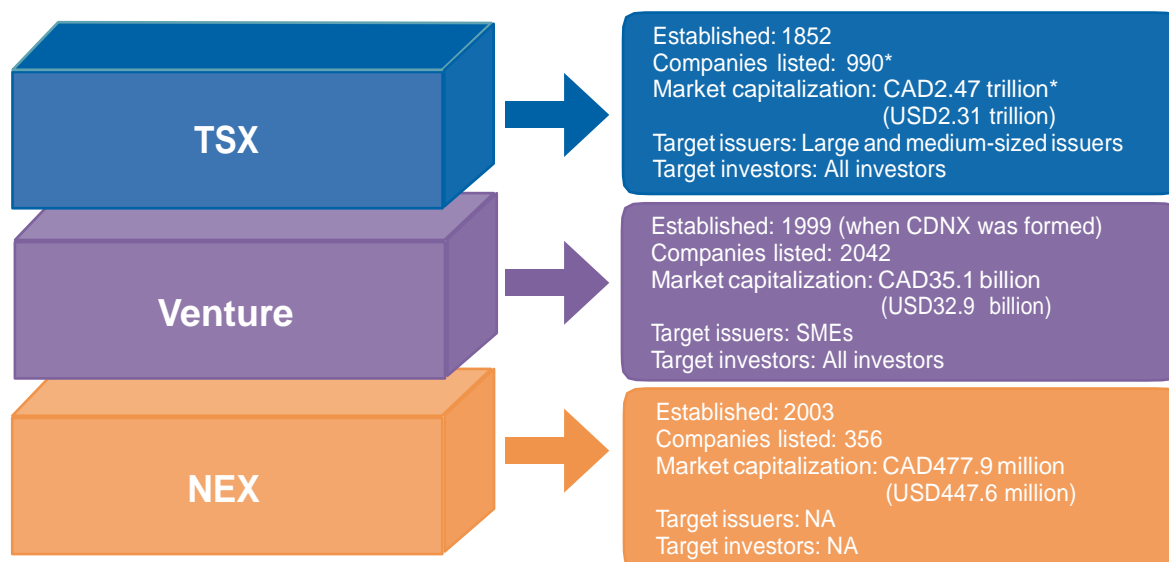 TSX
Established: 1852
Companies listed: 990*
Market capitalization: CAD2.47 trillion*
(USD2.31 trillion)
Target issuers: Large and medium-sized issuers
Target investors: All investors
Venture
Established: 1999 (when CDNX was formed)
Companies listed: 2042
Market capitalization: CAD35.1 billion
(USD32.9 billion)
Target issuers: SMEs
Target investors: All investors
NEX
Established: 2003
Companies listed: 356
Market capitalization: CAD477.9 million
(USD447.6 million)
Target issuers: NA
Target investors: NA